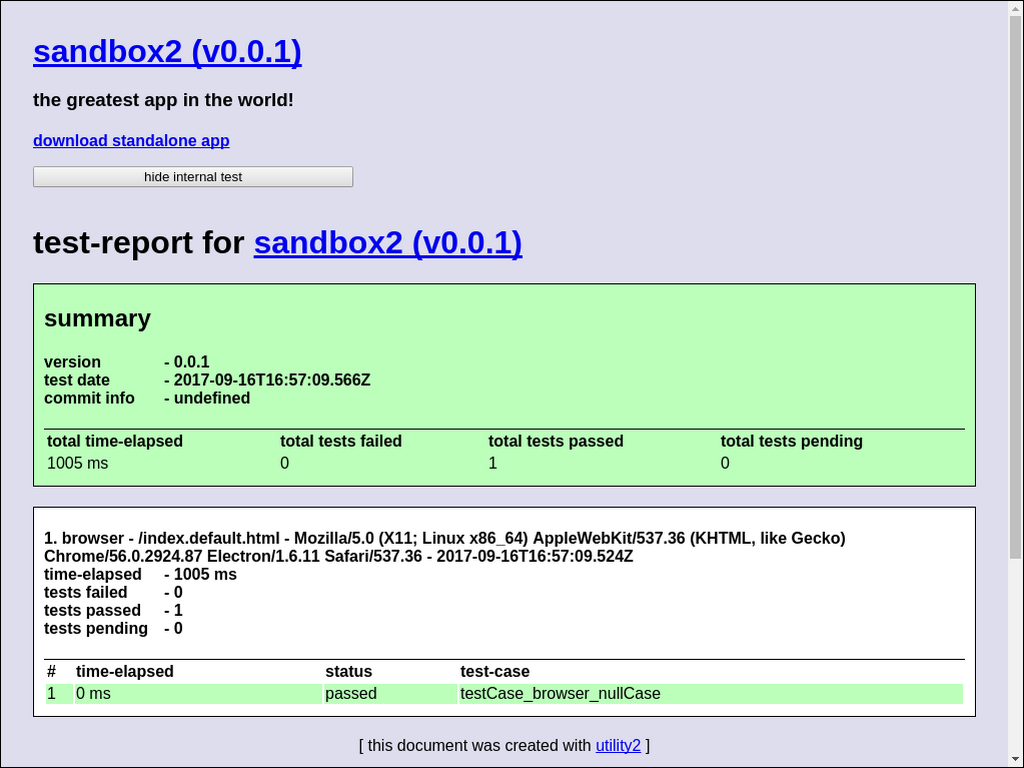 sandbox2 (v0.0.1)
the greatest app in the world!
download standalone app
hide internal test
test-report for sandbox2 (v0.0.1)
summary
version - 0.0.1
test date - 2017-09-16T16:57:09.566Z
commit info - undefined
total time-elapsed total tests failed total tests passed total tests pending
1005 ms 0 1 0
1. browser - /index.default.html - Mozilla/5.0 (X11; Linux x86_64) AppleWebKit/537.36 (KHTML, like Gecko)
Chrome/56.0.2924.87 Electron/1.6.11 Safari/537.36 - 2017-09-16T16:57:09.524Z
time-elapsed - 1005 ms
tests failed - 0
tests passed - 1
tests pending - 0
# time-elapsed status test-case
1 0 ms passed testCase_browser_nullCase
[ this document was created with utility2 ]